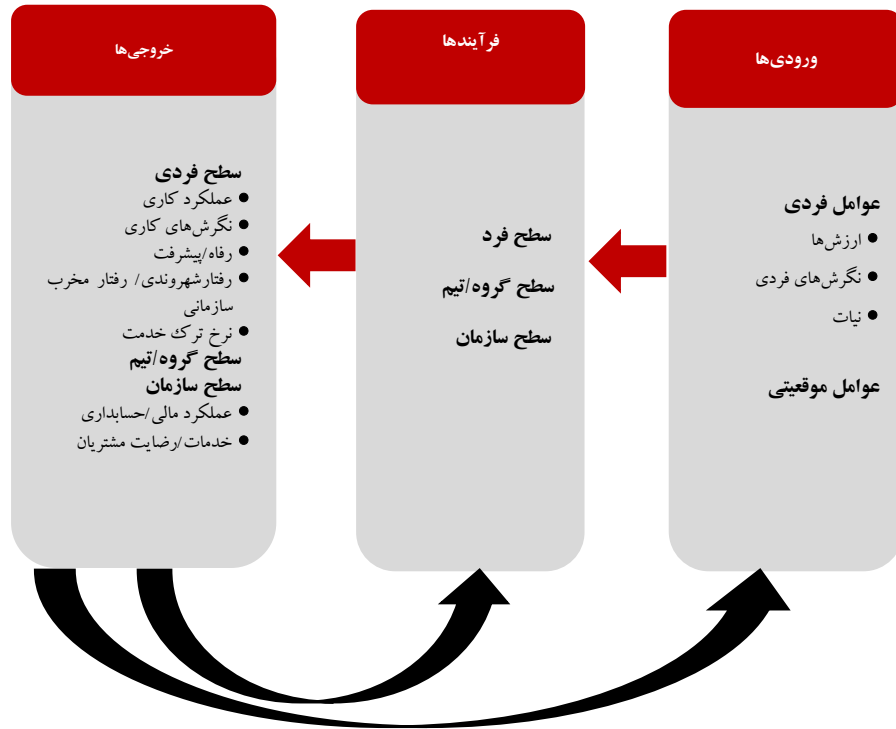 ورودی‌ها
عوامل فردی
● ارزش‌ها
● نگرش‌های فردی
● نیات
عوامل موقعیتی
فرآیندها
سطح فرد
سطح گروه/تیم
سطح سازمان
خروجی‌ها
سطح فردی
● عملکرد کاری
● نگرش‌های کاری
● رفاه/پیشرفت
● رفتارشهروندی/ رفتار مخرب
سازمانی
● نرخ ترک خدمت
سطح گروه/تیم
سطح سازمان
● عملکرد مالی/حسابداری
● خدمات/رضایت مشتریان